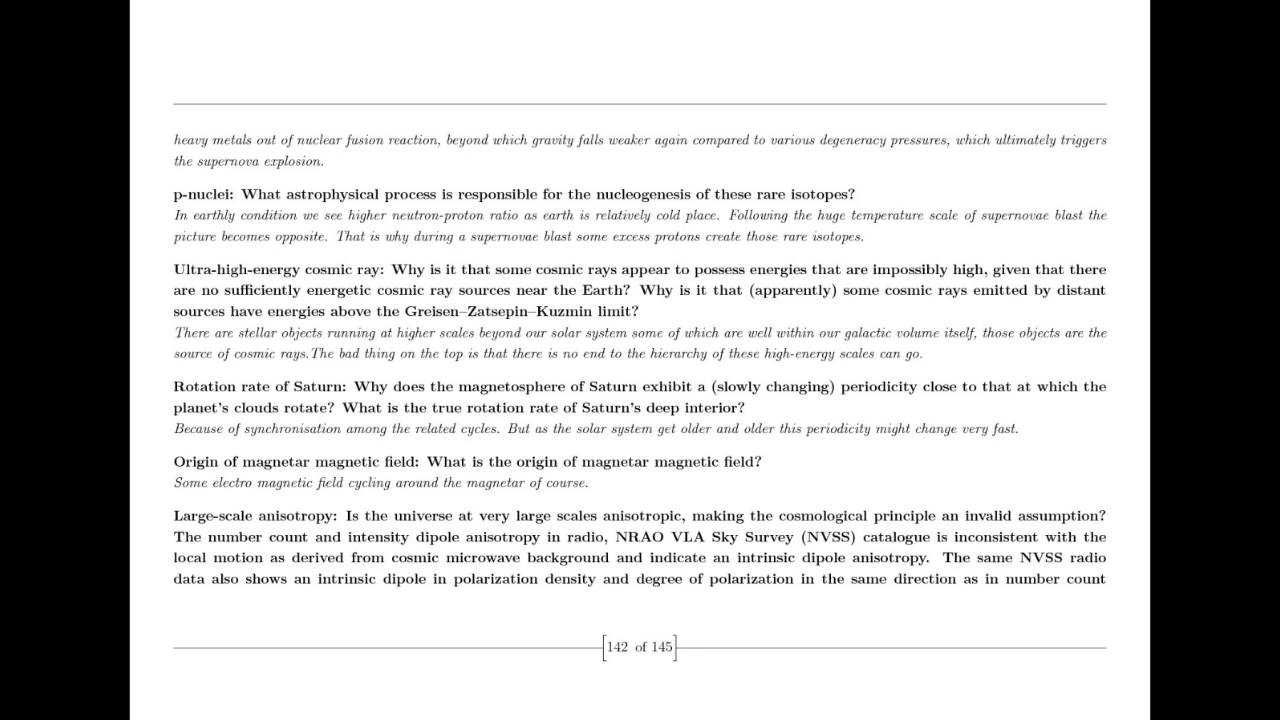 heavy metals out of nuclear fusion reaction, beyond which gravity falls weaker again compared to various degeneracy pressures, which ultimately triggers
the supernova explosion.
p-nuclei: What astrophysical process is responsible for the nucleogenesis of these rare isotopes?
In earthly condition we see higher neutron-proton ratio as earth is relatively cold place. Following the huge temperature scale of supernovae blast the
picture becomes opposite. That is why during a supernovae blast some excess protons create those rare isotopes.
Ultra-high-energy cosmic ray: Why is it that some cosmic rays appear to possess energies that are impossibly high, given that there
are no sufficiently energetic cosmic ray sources near the Earth? Why is it that (apparently) some cosmic rays emitted by distant
sources have energies above the Greisen–Zatsepin–Kuzmin limit?
There are stellar objects running at higher scales beyond our solar system some of which are well within our galactic volume itself, those objects are the
source of cosmic rays.The bad thing on the top is that there is no end to the hierarchy of these high-energy scales can go.
Rotation rate of Saturn: Why does the magnetosphere of Saturn exhibit a (slowly changing) periodicity close to that at which the
planet's clouds rotate? What is the true rotation rate of Saturn's deep interior?
Because of synchronisation among the related cycles. But as the solar system get older and older this periodicity might change very fast.
Origin of magnetar magnetic field: What is the origin of magnetar magnetic field?
Some electro magnetic field cycling around the magnetar of course.
Large-scale anisotropy: Is the universe at very large scales anisotropic, making the cosmological principle an invalid assumption?
The number count and intensity dipole anisotropy in radio, NRAO VLA Sky Survey (NVSS) catalogue is inconsistent with the
local motion as derived from cosmic microwave background and indicate an intrinsic dipole anisotropy. The same NVSS radio
data also shows an intrinsic dipole in polarization density and degree of polarization in the same direction as in number count
[142 of 145]